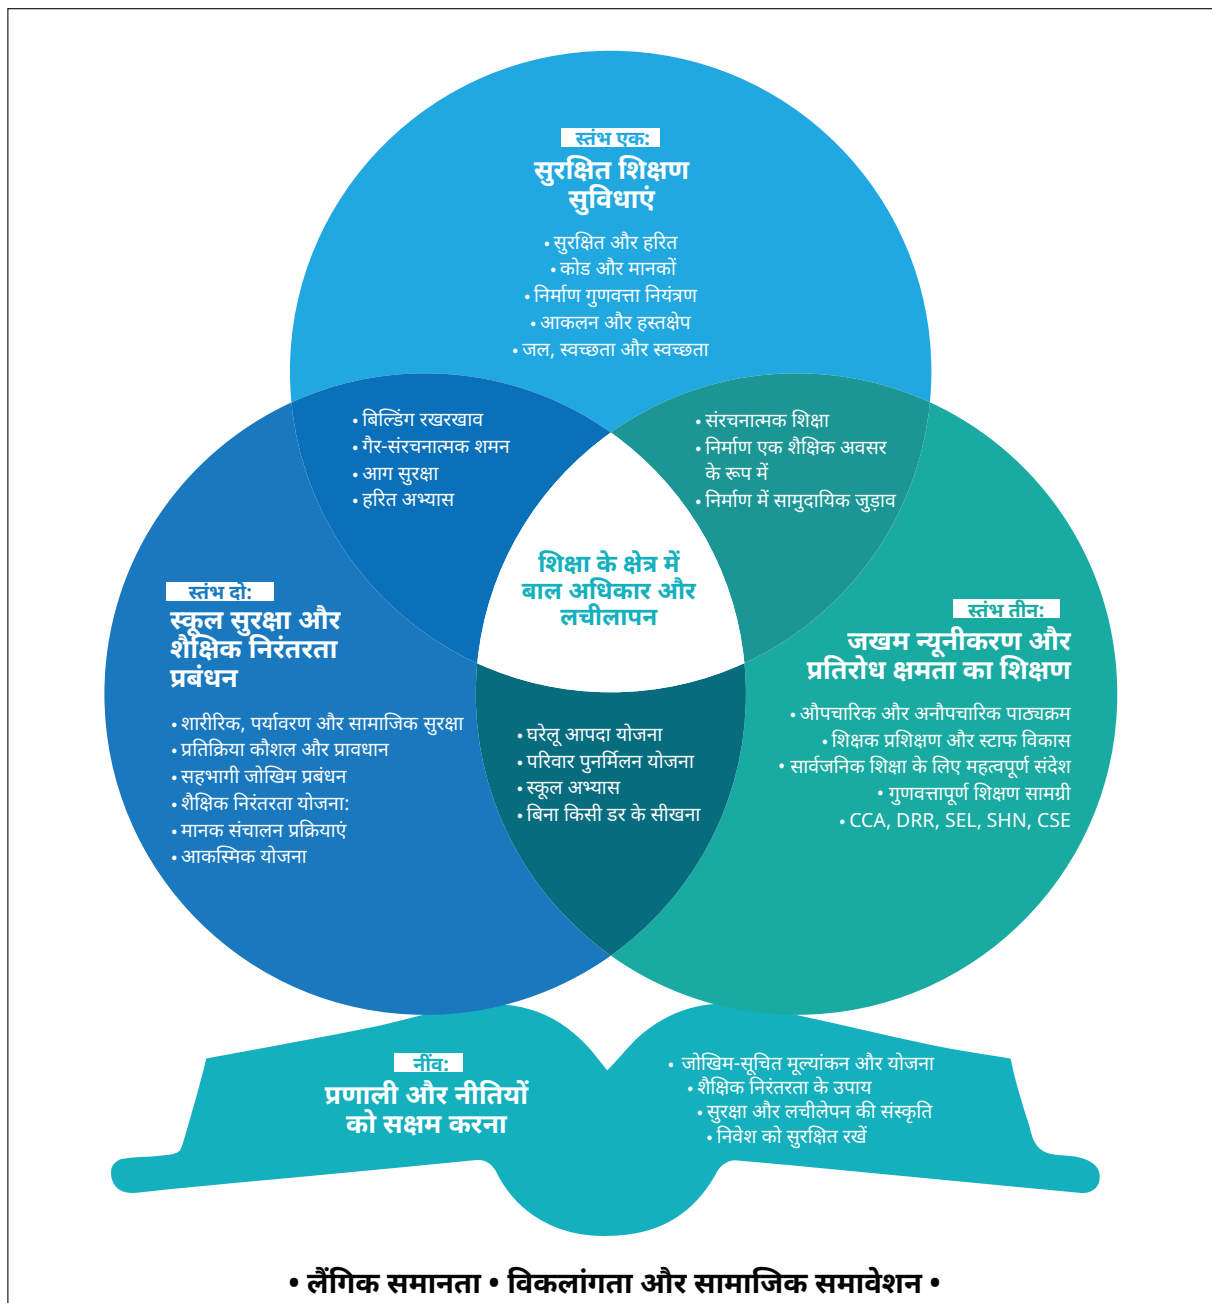 स्तंभ एक:
सुरक्षित शिक्षण
सुविधाएं
• सुरक्षित और हरित
• कोड और मानकों
• निर्माण गुणवत्ता नियंत्रण
• आकलन और हस्तक्षेप
• जल, स्वच्छता और स्वच्छता
• बिल्डिंग रखरखाव
• गैर-संरचनात्मक शमन
• आग सुरक्षा
• हरित अभ्यास
• संरचनात्मक शिक्षा
• निर्माण एक शैक्षिक अवसर
के रूप में
• निर्माण में सामुदायिक जुड़ाव
शिक्षा के क्षेत्र में
बाल अधिकार और
लचीलापन
स्तंभ दो:
स्कूल सुरक्षा और
शैक्षिक निरंतरता
प्रबंधन
• शारीरिक, पर्यावरण और सामाजिक सुरक्षा
• प्रतिक्रिया कौशल और प्रावधान
• सहभागी जोखिम प्रबंधन
• शैक्षिक निरंतरता योजना:
• मानक संचालन प्रक्रियाएं
• आकस्मिक योजना
• घरेलू आपदा योजना
• परिवार पुनर्मिलन योजना
• स्कूल अभ्यास
• बिना किसी डर के सीखना
स्तंभ तीन:
जखम न्यूनीकरण और
प्रतिरोध क्षमता का शिक्षण
• औपचारिक और अनौपचारिक पाठ्यक्रम
• शिक्षक प्रशिक्षण और स्टाफ विकास
• सार्वजनिक शिक्षा के लिए महत्वपूर्ण संदेश
• गुणवत्तापूर्ण शिक्षण सामग्री
• CCA, DRR, SEL, SHN, CSE
नींव:
प्रणाली और नीतियों
को सक्षम करना
• जोखिम-सूचित मूल्यांकन और योजना
• शैक्षिक निरंतरता के उपाय
• सुरक्षा और लचीलेपन की संस्कृति
• निवेश को सुरक्षित रखें
• लैंगिक समानता • विकलांगता और सामाजिक समावेशन •